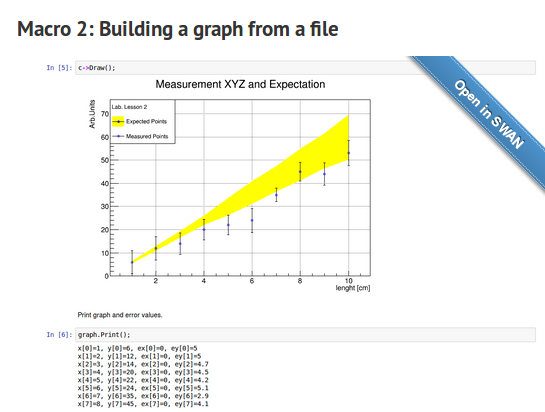 Macro 2: Building a graph from a file
In [5]: c->Draw();
Open in SWAN
Measurement XYZ and Expectation
Arb.Units
Lab. Lesson 2
Expected Points
Measured Points
70
60
50
40
30
20
10
0
2
4
6
8
10
lenght [cm]
Print graph and error values.
In [6]: graph.Print();
x[0]=1, y[0]=6, ex[0]=0, ey[0]=5
x[1]=2, y[1]=12, ex[1]=0, ey[1]=5
x[2]=3, y[2]=14, ex[2]=0, ey[2]=4.7
x[3]=4, y[3]=20, ex[3]=0, ey[3]=4.5
x[4]=5, y[4]=22, ex[4]=0, ey[4]=4.2
x[5]=6, y[5]=24, ex[5]=0, ey[5]=5.1
x[6]=7, y[6]=35, ex[6]=0, ey[6]=2.9
x[7]=8, y[7]=45, ex[7]=0, ey[7]=4.1